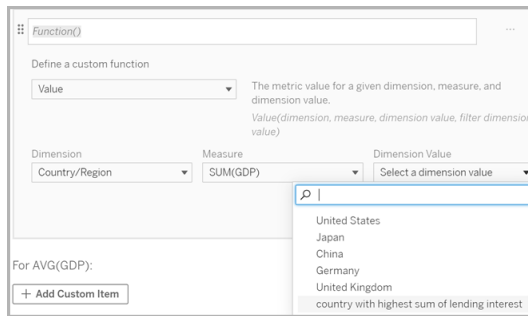 Function()
Define a custom function
Value
The metric value for a given dimension, measure, and
dimension value.
Value(dimension, measure, dimension value, filter dimension
value)
Dimension
Measure
Dimension Value
Country/Region
SUM(GDP)
Select a dimension value
United States
Japan
China
Germany
United Kingdom
country with highest sum of lending interest
For AVG(GDP):
+ Add Custom Item